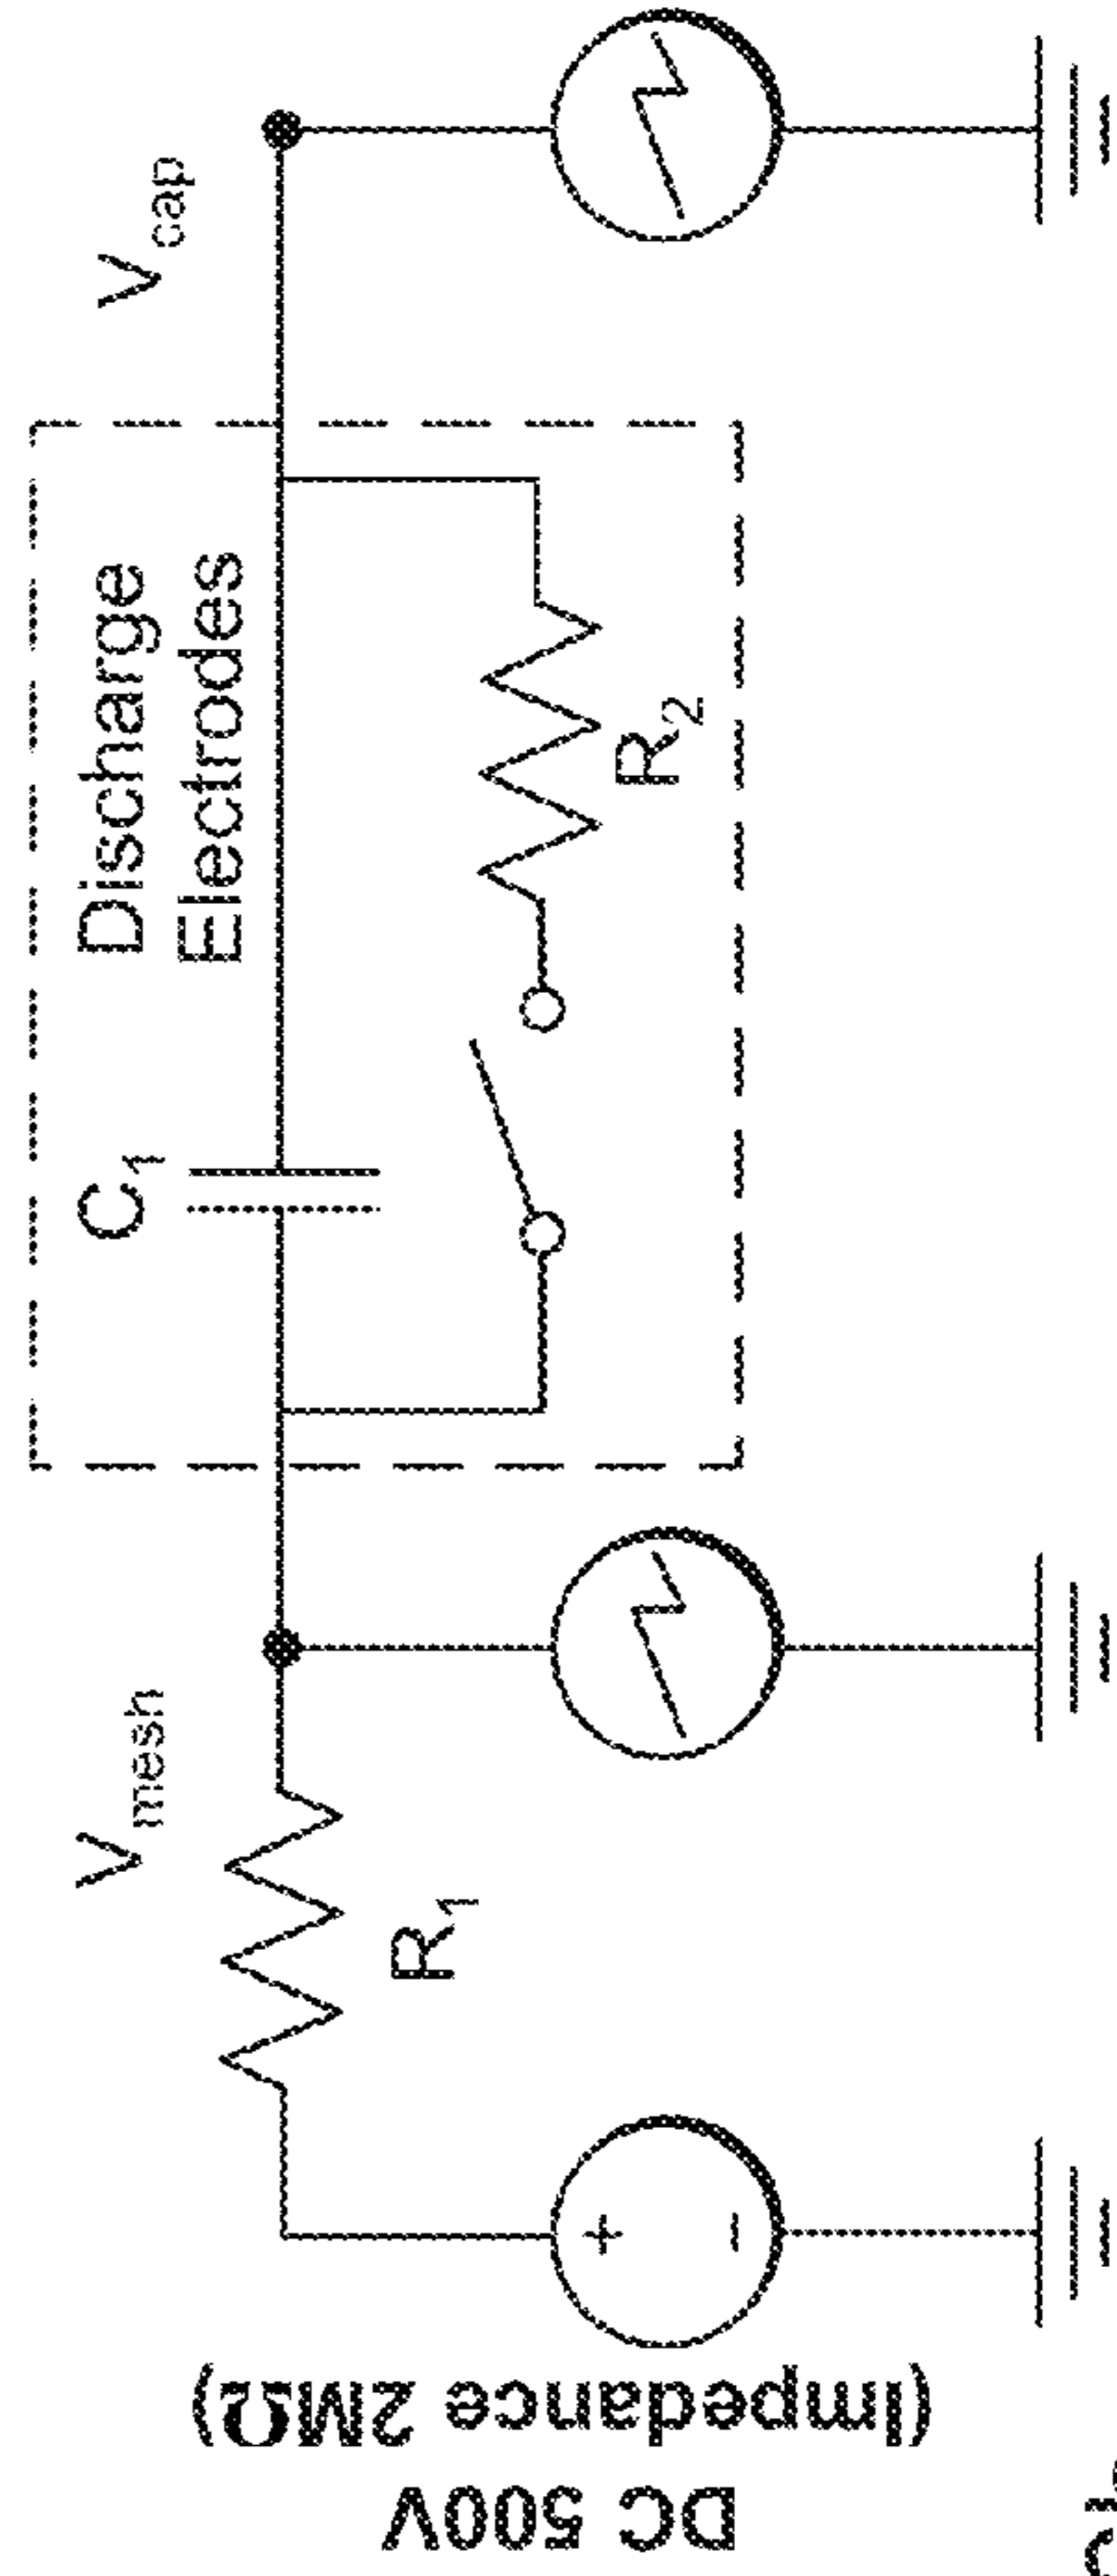 DC 500V
(Impedance 2MΩ)
+
−
R₁
Vmesh
C₁
Discharge
Electrodes
R₂
Vcap